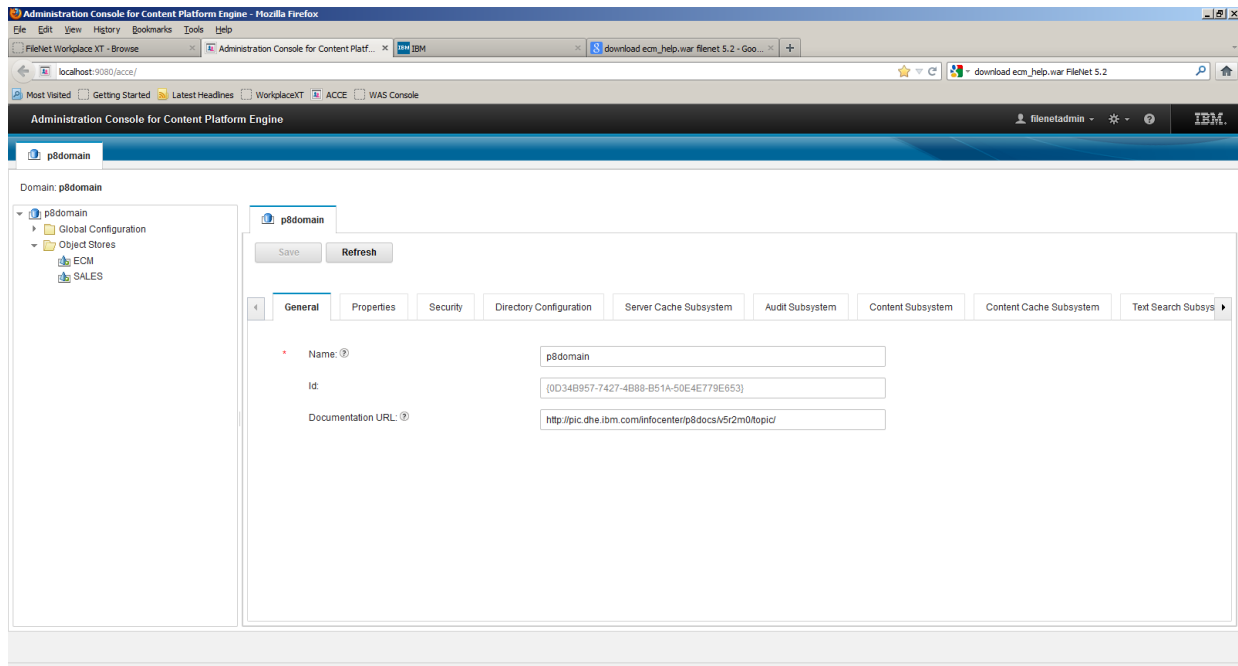 Administration Console for Content Platform Engine - Mozilla Firefox
File Edit View History Bookmarks Tools Help
FileNet Workplace XT - Browse × Administration Console for Content Platf... × IBM IBM × download ecm_help.war filenet 5.2 - Goo... × +
localhost:9080/acce/ download ecm_help.war FileNet 5.2
Most Visited Getting Started Latest Headlines WorkplaceXT ACCE WAS Console
Administration Console for Content Platform Engine filenetadmin IBM.
p8domain
Domain: p8domain
p8domain
Global Configuration
Object Stores
ECM
SALES
p8domain
Save Refresh
General Properties Security Directory Configuration Server Cache Subsystem Audit Subsystem Content Subsystem Content Cache Subsystem Text Search Subsys
* Name: p8domain
Id: {0D34B957-7427-4B88-B51A-50E4E779E653}
Documentation URL: http://pic.dhe.ibm.com/infocenter/p8docs/v5r2m0/topic/